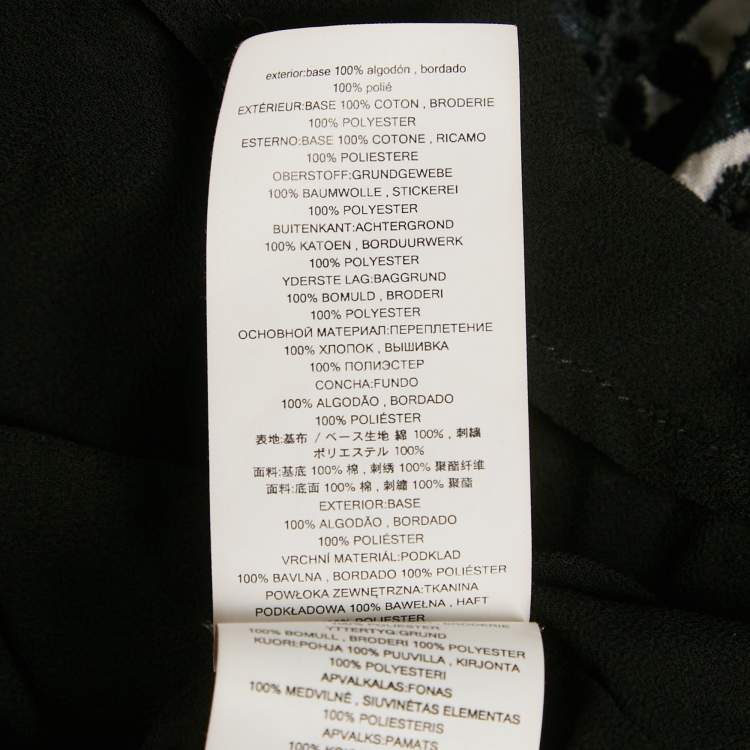 exterior:base 100% algodón , bordado
100% polié
EXTÉRIEUR:BASE 100% COTON , BRODERIE
100% POLYESTER
ESTERNO:BASE 100% COTONE , RICAMO
100% POLIESTERE
OBERSTOFF:GRUNDGEWEBE
100% BAUMWOLLE , STICKEREI
100% POLYESTER
BUITENKANT:ACHTERGROND
100% KATOEN , BORDUURWERK
100% POLYESTER
YDERSTE LAG:BAGGRUND
100% BOMULD , BRODERI
100% POLYESTER
ОСНОВНОЙ МАТЕРИАЛ:ПЕРЕПЛЕТЕНИЕ
100% ХЛОПОК , ВЫШИВКА
100% ПОЛИЭСТЕР
CONCHA:FUNDO
100% ALGODÃO , BORDADO
100% POLIÉSTER
表地:基布 / ベース生地 綿 100% , 刺繍
ポリエステル 100%
面料:基底 100% 棉 , 刺绣 100% 聚酯纤维
面料:底面 100% 棉 , 刺繡 100% 聚酯
EXTERIOR:BASE
100% ALGODÃO , BORDADO
100% POLIÉSTER
VRCHNÍ MATERIÁL:PODKLAD
100% BAVLNA , BORDADO 100% POLIÉSTER
POWŁOKA ZEWNĘTRZNA:TKANINA
PODKŁADOWA 100% BAWEŁNA , HAFT
100% POLIESTER
YTTERTYG:GRUND
100% BOMULL , BRODERI 100% POLYESTER
KUORI:POHJA 100% PUUVILLA , KIRJONTA
100% POLYESTERI
APVALKALAS:FONAS
100% MEDVILNĖ , SIUVINĖTAS ELEMENTAS
100% POLIESTERIS
APVALKS:PAMATS